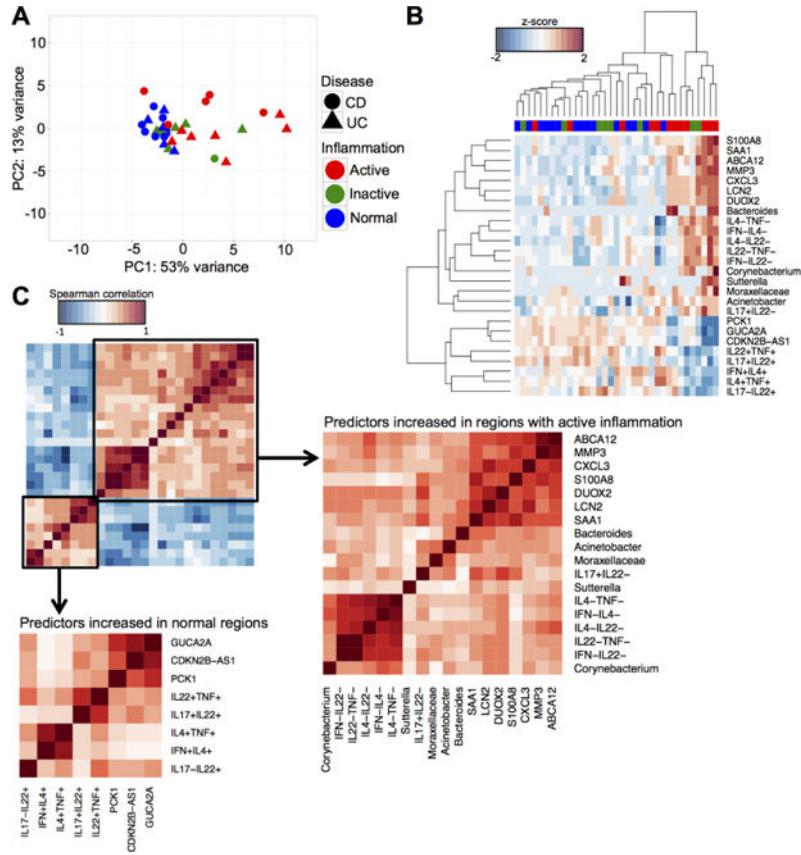 A
10
5
0
-5
-10
PC2: 13% variance
-10
-5
0
5
10
PC1: 53% variance
Disease
CD
UC
Inflammation
Active
Inactive
Normal
B
z-score
-2
2
S100A8
SAA1
ABCA12
MMP3
CXCL3
LCN2
DUOX2
Bacteroides
IL4-TNF-
IFN-IL4-
IL4-IL22-
IL22-TNF-
IFN-IL22-
Corynebacterium
Sutterella
Moraxellaceae
Acinetobacter
IL17+IL22-
PCK1
GUCA2A
CDKN2B-AS1
IL22+TNF+
IL17+IL22+
IFN+IL4+
IL4+TNF+
IL17-IL22+
C
Spearman correlation
-1
1
Predictors increased in regions with active inflammation
ABCA12
MMP3
CXCL3
S100A8
DUOX2
LCN2
SAA1
Bacteroides
Acinetobacter
Moraxellaceae
IL17+IL22-
Sutterella
IL4-TNF-
IFN-IL4-
IL4-IL22-
IL22-TNF-
IFN-IL22-
Corynebacterium
Corynebacterium
IFN-IL22-
IL22-TNF-
IL4-IL22-
IFN-IL4-
IL4-TNF-
Sutterella
IL17+IL22-
Moraxellaceae
Acinetobacter
Bacteroides
SAA1
LCN2
DUOX2
S100A8
CXCL3
MMP3
ABCA12
Predictors increased in normal regions
GUCA2A
CDKN2B-AS1
PCK1
IL22+TNF+
IL17+IL22+
IL4+TNF+
IFN+IL4+
IL17-IL22+
IL17-IL22+
IFN+IL4+
IL4+TNF+
IL17+IL22+
IL22+TNF+
PCK1
CDKN2B-AS1
GUCA2A